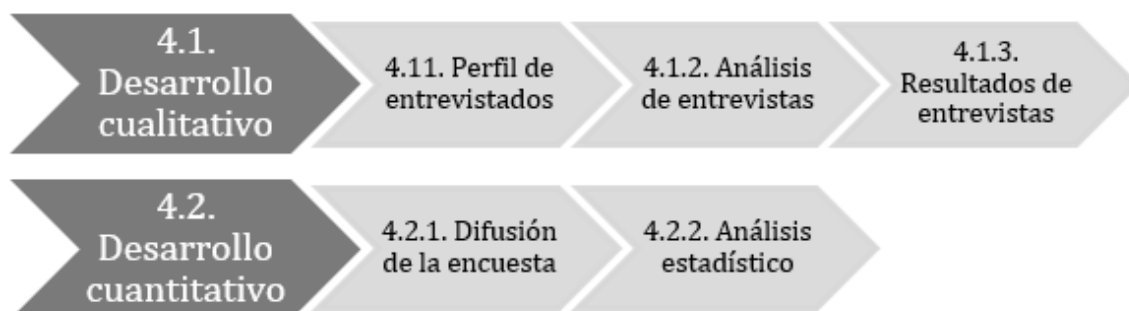 4.1.
Desarrollo
cualitativo
4.11. Perfil de
entrevistados
4.1.2. Análisis
de entrevistas
4.1.3.
Resultados de
entrevistas
4.2.
Desarrollo
cuantitativo
4.2.1. Difusión
de la encuesta
4.2.2. Análisis
estadístico